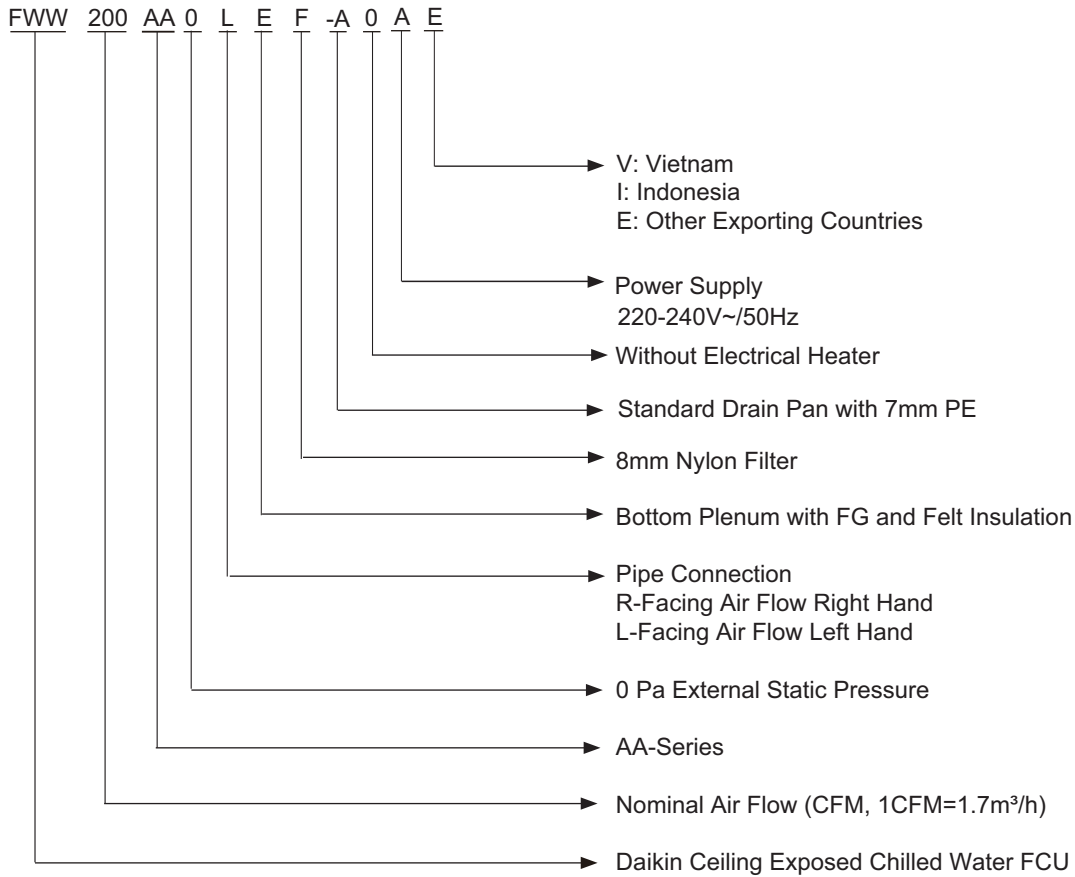 FWW 200 AA 0 L E F -A 0 A E
V: Vietnam
I: Indonesia
E: Other Exporting Countries
Power Supply
220-240V~/50Hz
Without Electrical Heater
Standard Drain Pan with 7mm PE
8mm Nylon Filter
Bottom Plenum with FG and Felt Insulation
Pipe Connection
R-Facing Air Flow Right Hand
L-Facing Air Flow Left Hand
0 Pa External Static Pressure
AA-Series
Nominal Air Flow (CFM, 1CFM=1.7m³/h)
Daikin Ceiling Exposed Chilled Water FCU